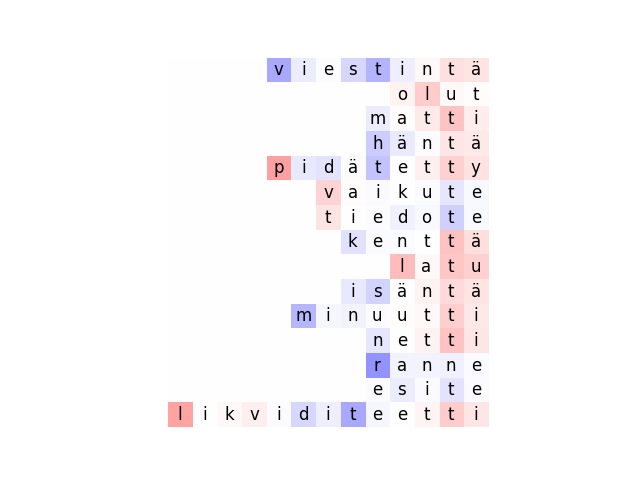 viestintä
olut
matti
häntä
pidätetty
vaikute
tiedote
kenttä
latu
isäntä
minuutti
netti
ranne
esite
likviditeetti